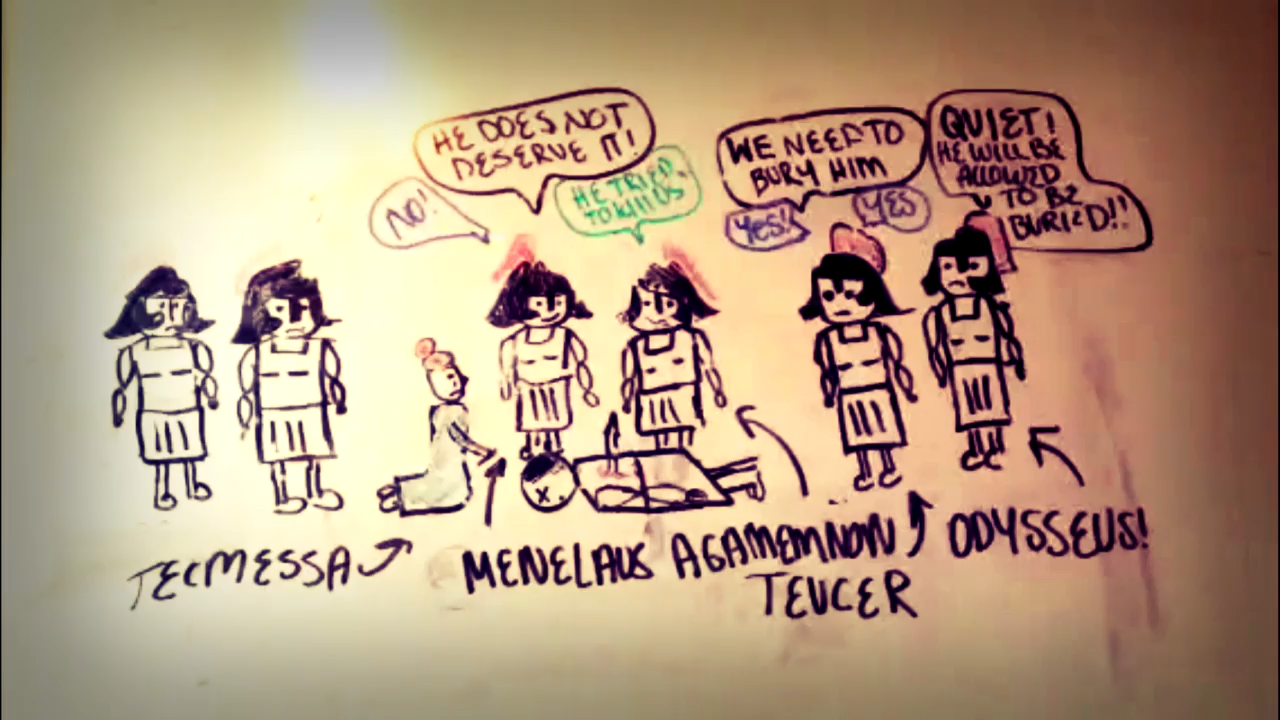 NO!
HE DOES NOT
DESERVE IT!
HE TRIED
TO KILL US
WE NEED TO
BURY HIM
YES!
YES
QUIET!
HE WILL BE
ALLOWED
TO BE
BURIED!!
TECMESSA
MENELAUS AGAMEMNON ODYSSEUS!
TEUCER